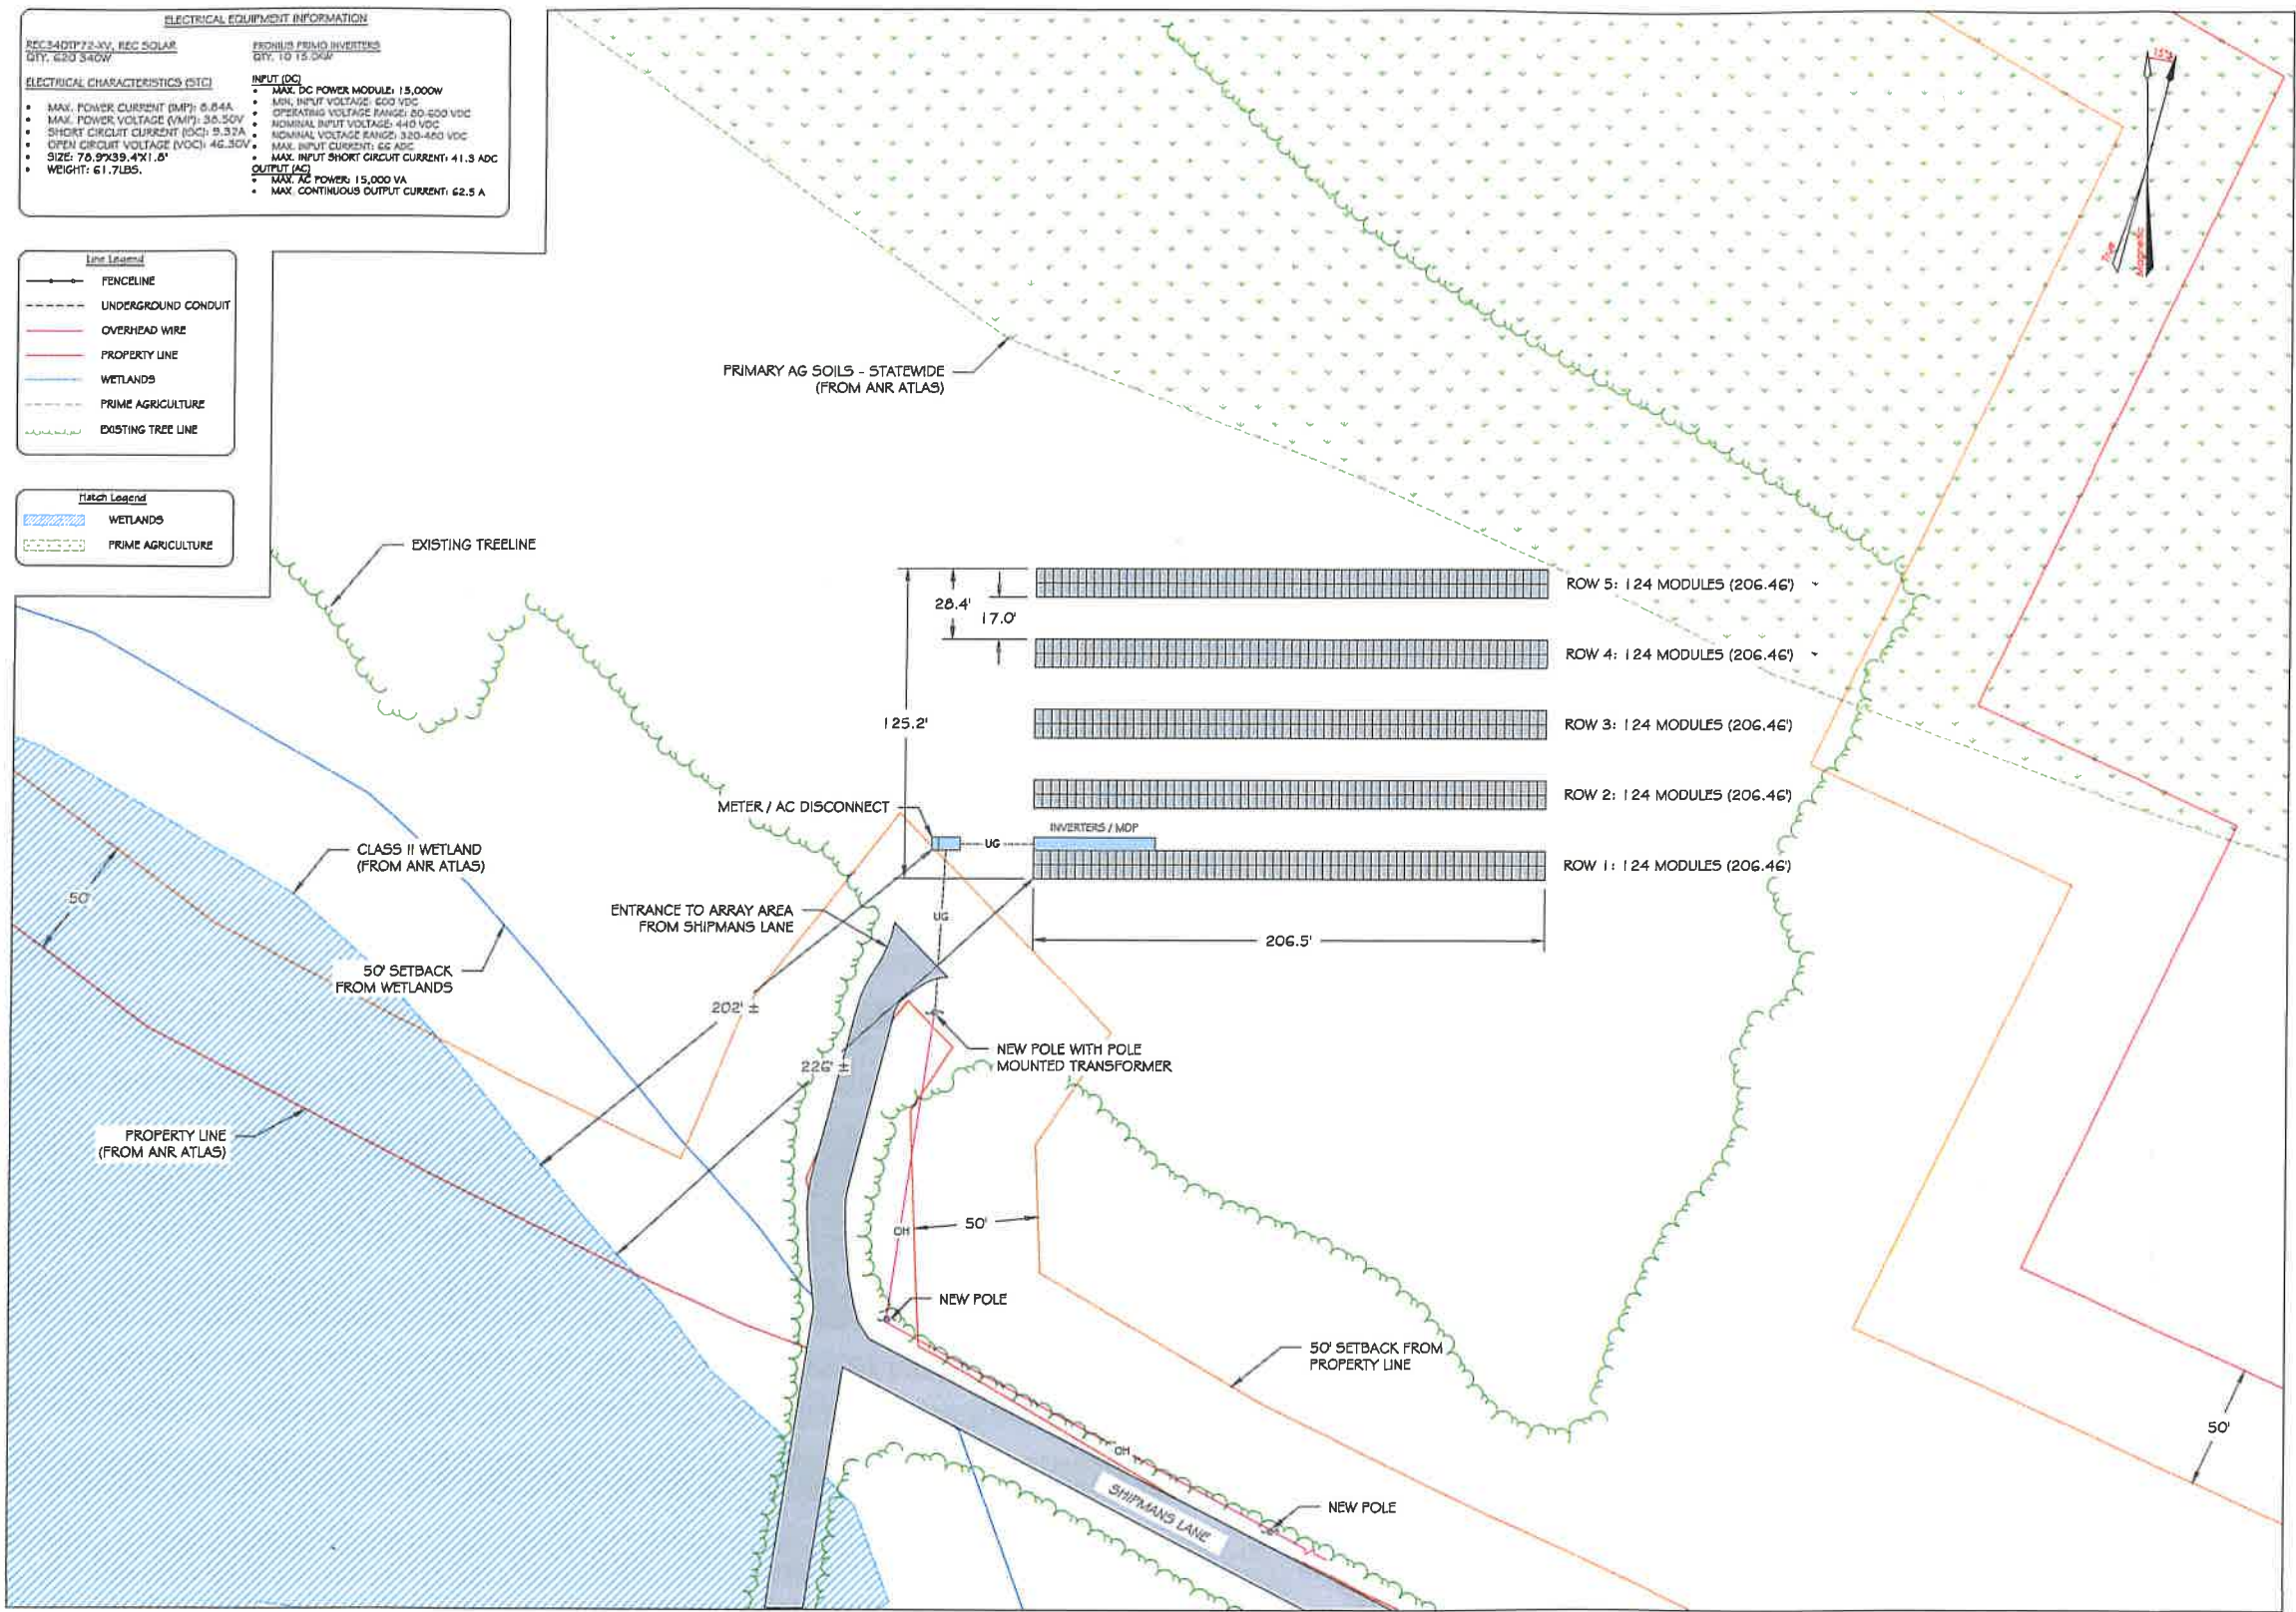 ELECTRICAL EQUIPMENT INFORMATION
REC340TP72-XV, REC SOLAR
QTY. 620 340W
ELECTRICAL CHARACTERISTICS (STC)
• MAX. POWER CURRENT (IMP): 8.84A
• MAX. POWER VOLTAGE (VMP): 38.50V
• SHORT CIRCUIT CURRENT (ISC): 9.32A
• OPEN CIRCUIT VOLTAGE (VOC): 46.30V
• SIZE: 78.9"X39.4"X1.8"
• WEIGHT: 61.7LBS.
FRONIUS PRIMO INVERTERS
QTY. 10 15.0KW
INPUT (DC)
• MAX. DC POWER MODULE: 15,000W
• MIN. INPUT VOLTAGE: 600 VDC
• OPERATING VOLTAGE RANGE: 80-600 VDC
• NOMINAL INPUT VOLTAGE: 440 VDC
• NOMINAL VOLTAGE RANGE: 320-480 VDC
• MAX. INPUT CURRENT: 66 ADC
• MAX. INPUT SHORT CIRCUIT CURRENT: 41.3 ADC
OUTPUT (AC)
• MAX. AC POWER: 15,000 VA
• MAX. CONTINUOUS OUTPUT CURRENT: 62.5 A
Line Legend
FENCELINE
UNDERGROUND CONDUIT
OVERHEAD WIRE
PROPERTY LINE
WETLANDS
PRIME AGRICULTURE
EXISTING TREE LINE
Hatch Legend
WETLANDS
PRIME AGRICULTURE
True
Magnetic
PRIMARY AG SOILS - STATEWIDE
(FROM ANR ATLAS)
EXISTING TREELINE
28.4'
17.0'
125.2'
ROW 5: 124 MODULES (206.46')
ROW 4: 124 MODULES (206.46')
ROW 3: 124 MODULES (206.46')
ROW 2: 124 MODULES (206.46')
METER / AC DISCONNECT
UG
INVERTERS / MDP
ROW 1: 124 MODULES (206.46')
CLASS II WETLAND
(FROM ANR ATLAS)
50'
ENTRANCE TO ARRAY AREA
FROM SHIPMANS LANE
UG
206.5'
50' SETBACK
FROM WETLANDS
202' ±
NEW POLE WITH POLE
MOUNTED TRANSFORMER
226' ±
PROPERTY LINE
(FROM ANR ATLAS)
OH
50'
NEW POLE
50' SETBACK FROM
PROPERTY LINE
50'
OH
SHIPMANS LANE
NEW POLE